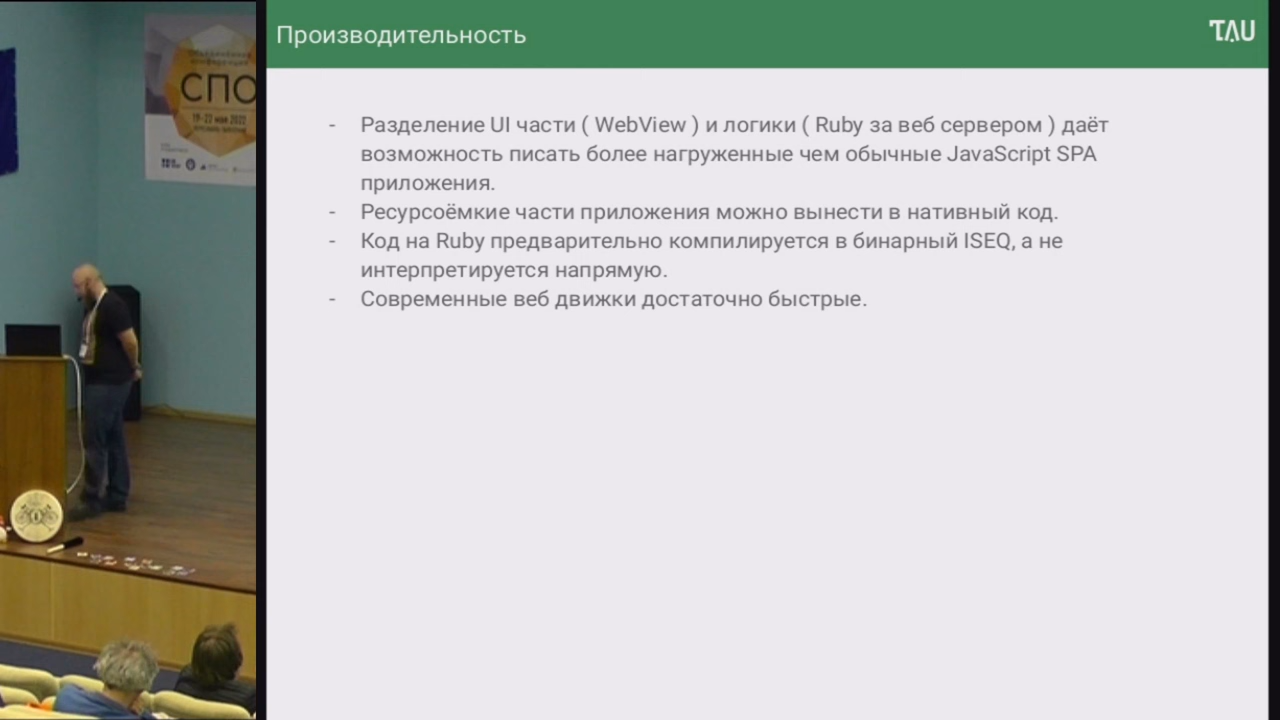 Производительность
TAU
- Разделение UI части ( WebView ) и логики ( Ruby за веб сервером ) даёт
возможность писать более нагруженные чем обычные JavaScript SPA
приложения.
- Ресурсоёмкие части приложения можно вынести в нативный код.
- Код на Ruby предварительно компилируется в бинарный ISEQ, а не
интерпретируется напрямую.
- Современные веб движки достаточно быстрые.
СПО
19-22 мая 2022